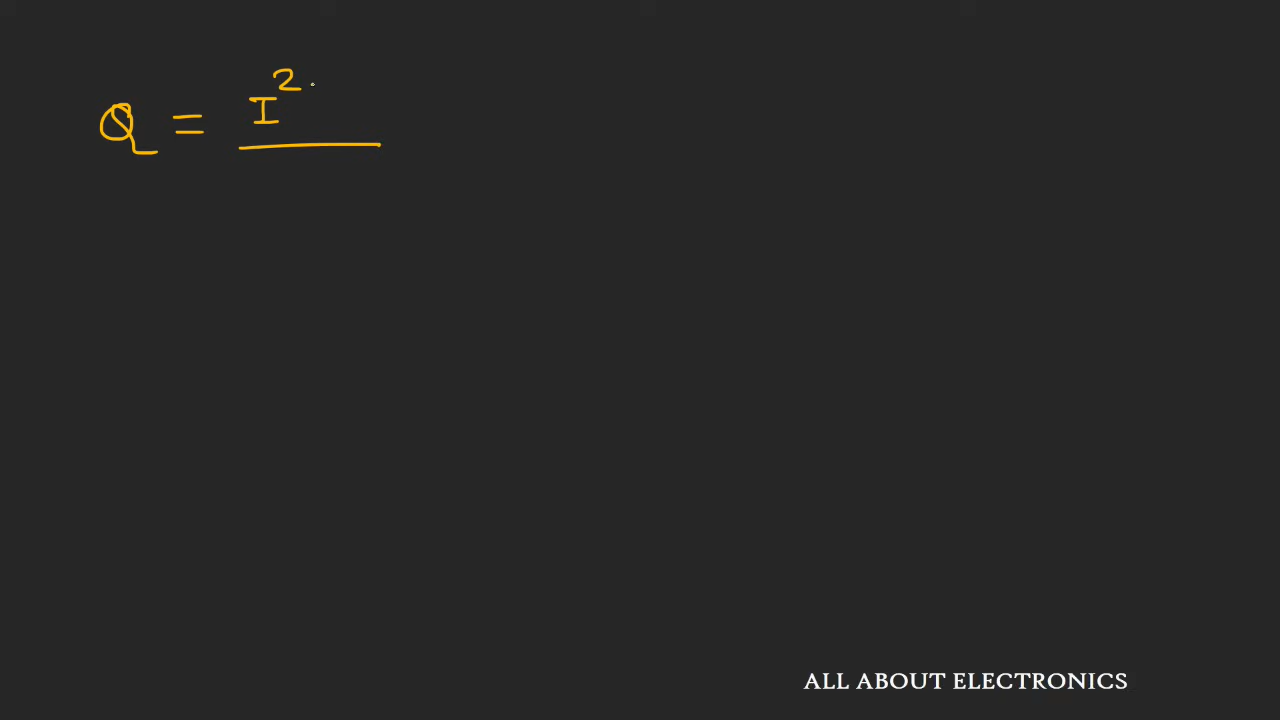 Q = I²
ALL ABOUT ELECTRONICS